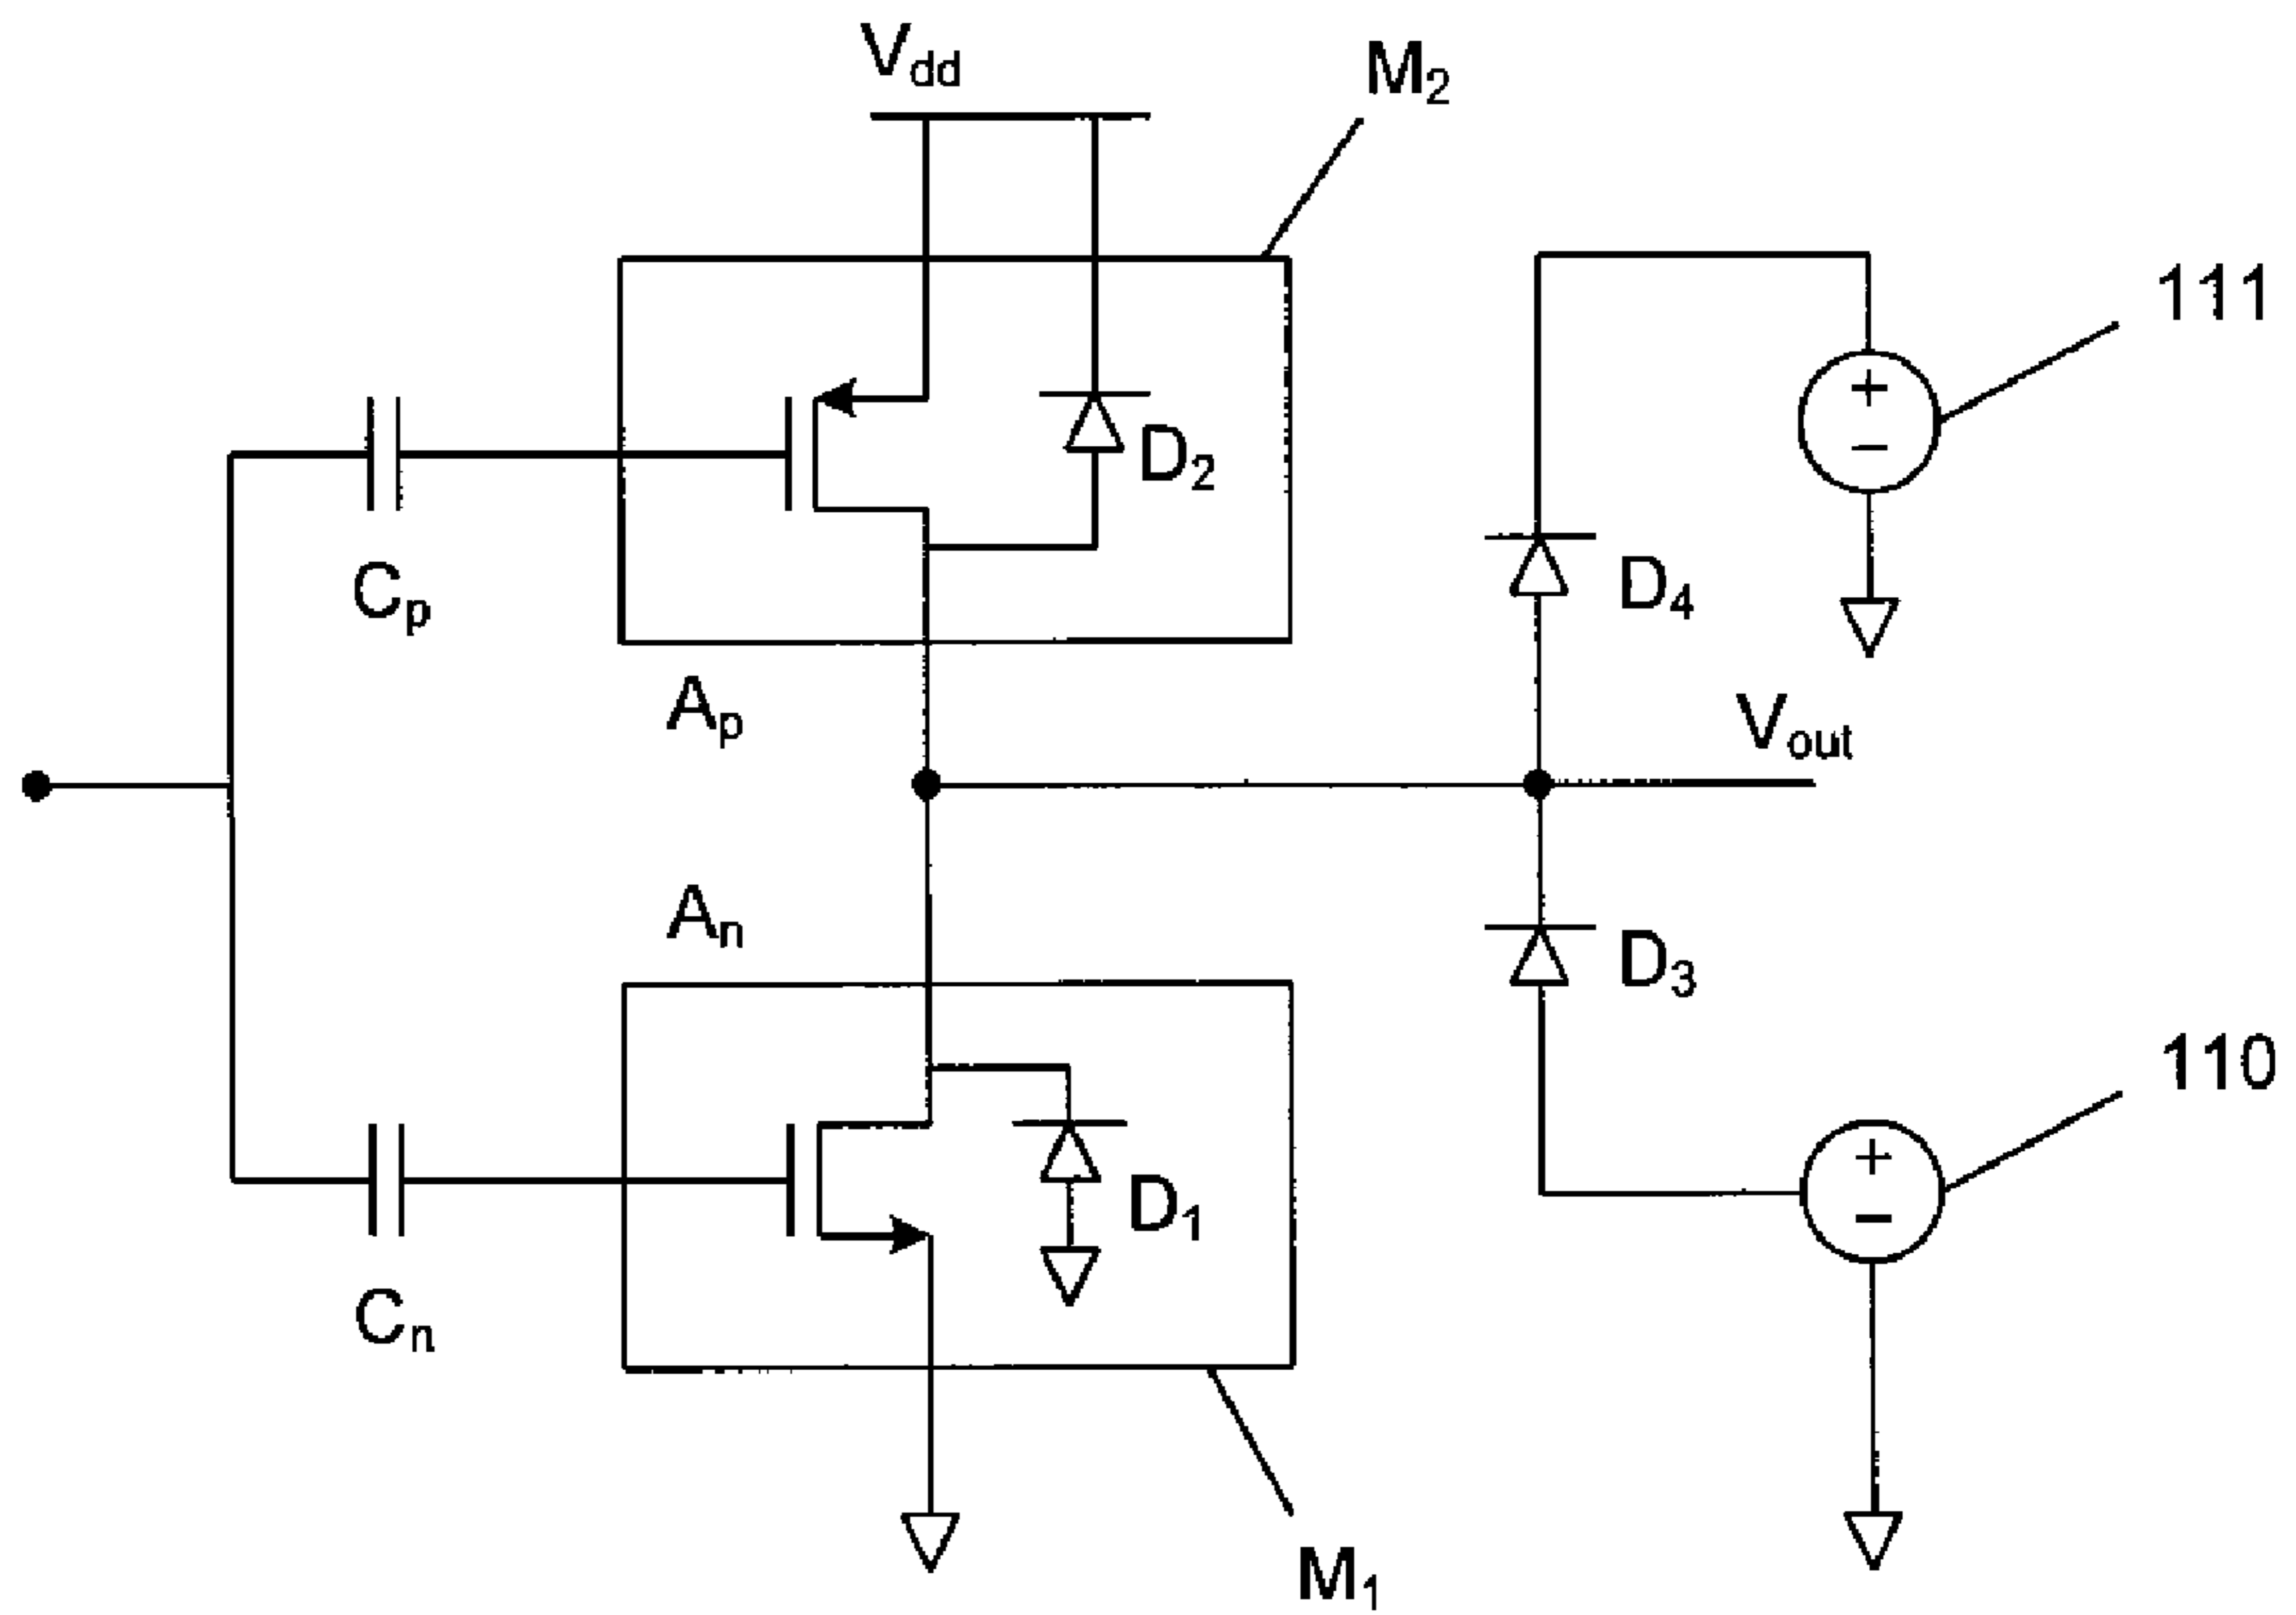 Vdd
M2
111
+
−
D2
Cp
D4
Ap
Vout
An
D3
110
+
−
D1
Cn
M1